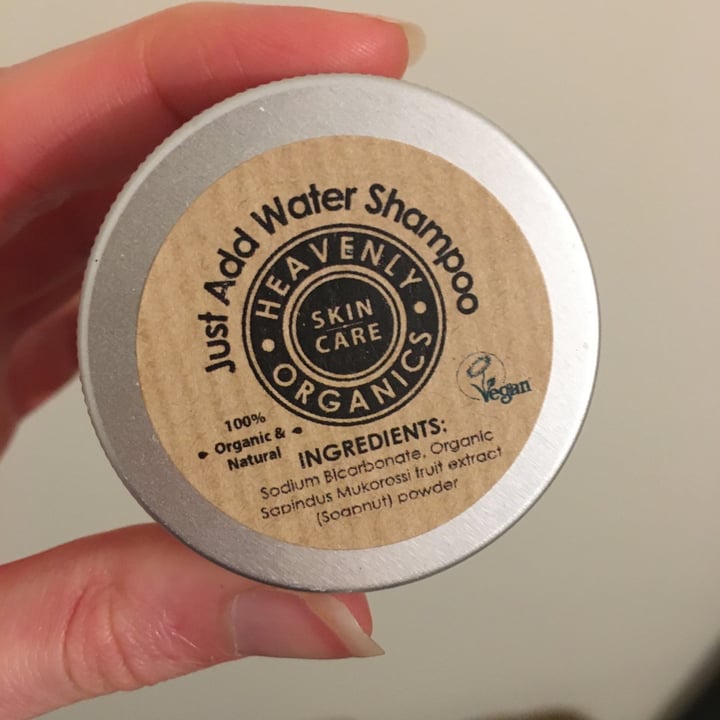 Just Add Water Shampoo
HEAVENLY
SKIN
CARE
ORGANICS
Vegan
100%
Organic &
Natural
INGREDIENTS:
Sodium Bicarbonate, Organic
Sapindus Mukorossi fruit extract
(Soapnut) powder